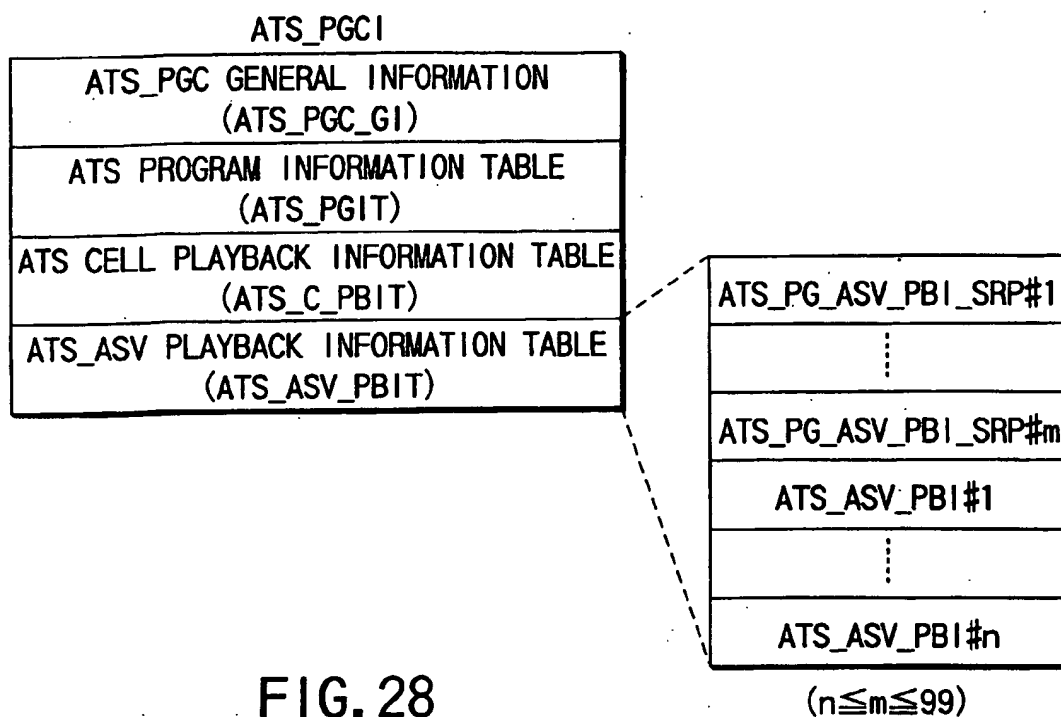 ATS_PGCI
ATS_PGC GENERAL INFORMATION
(ATS_PGC_GI)
ATS PROGRAM INFORMATION TABLE
(ATS_PGIT)
ATS CELL PLAYBACK INFORMATION TABLE
(ATS_C_PBIT)
ATS_ASV PLAYBACK INFORMATION TABLE
(ATS_ASV_PBIT)
ATS_PG_ASV_PBI_SRP#1
ATS_PG_ASV_PBI_SRP#m
ATS_ASV_PBI#1
ATS_ASV_PBI#n
(n≦m≦99)
FIG. 28